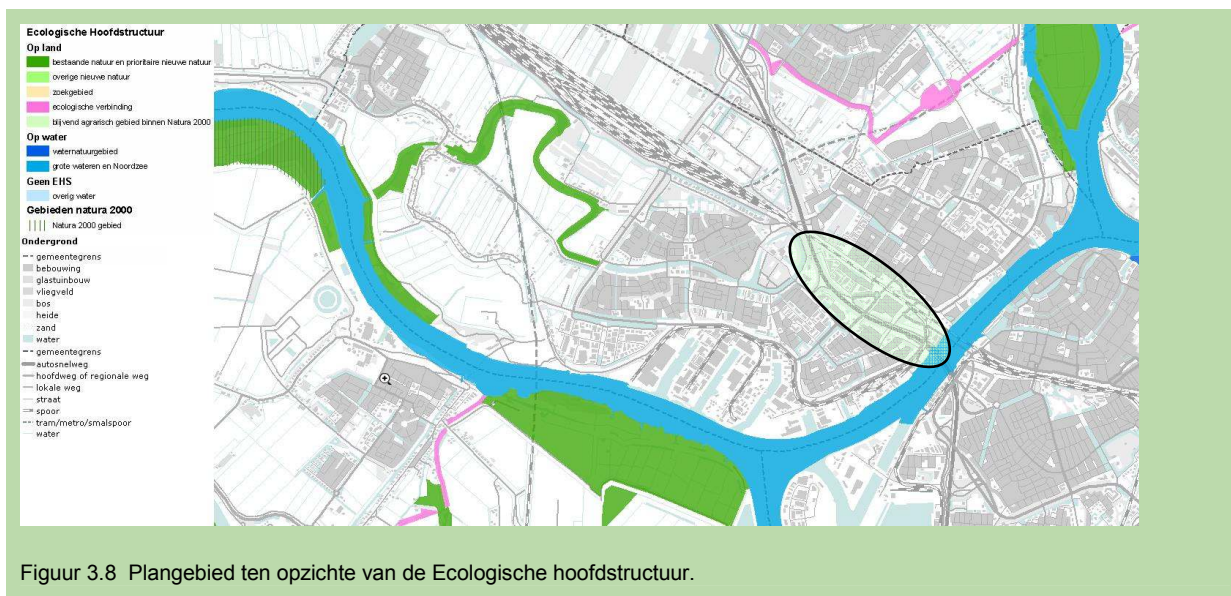 Ecologische Hoofdstructuur
Op land
bestaande natuur en prioritaire nieuwe natuur
overige nieuwe natuur
zoekgebied
ecologische verbinding
blijvend agrarisch gebied binnen Natura 2000
Op water
waternatuurgebied
grote wateren en Noordzee
Geen EHS
overig water
Gebieden natura 2000
Natura 2000 gebied
Ondergrond
gemeentegrens
bebouwing
glastuinbouw
vliegveld
bos
heide
zand
water
gemeentegrens
autosnelweg
hoofdweg of regionale weg
lokale weg
straat
spoor
tram/metro/smalspoor
water
Figuur 3.8 Plangebied ten opzichte van de Ecologische hoofdstructuur.